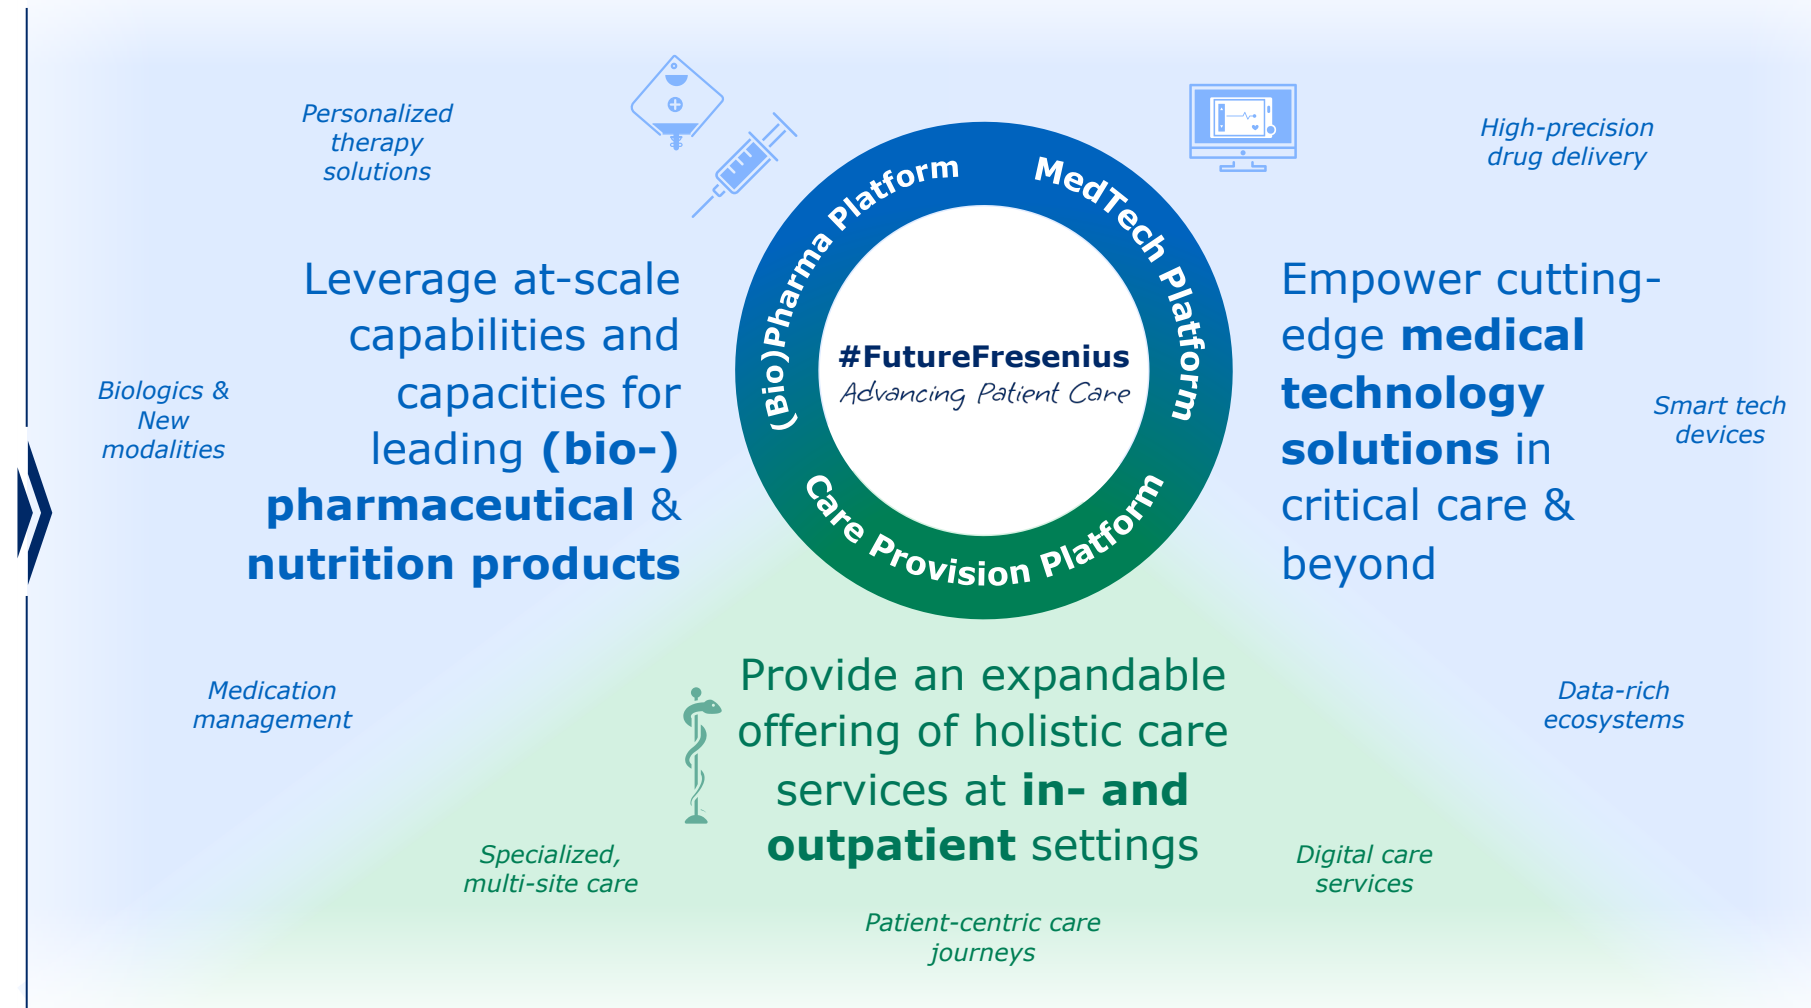 Personalized
therapy
solutions
Biologics &
New
modalities
Leverage at-scale
capabilities and
capacities for
leading (bio-)
pharmaceutical &
nutrition products
Medication
management
(Bio)Pharma Platform
MedTech Platform
Care Provision Platform
#FutureFresenius
Advancing Patient Care
High-precision
drug delivery
Empower cutting-
edge medical
technology
solutions in
critical care &
beyond
Smart tech
devices
Data-rich
ecosystems
Provide an expandable
offering of holistic care
services at in- and
outpatient settings
Specialized,
multi-site care
Patient-centric care
journeys
Digital care
services